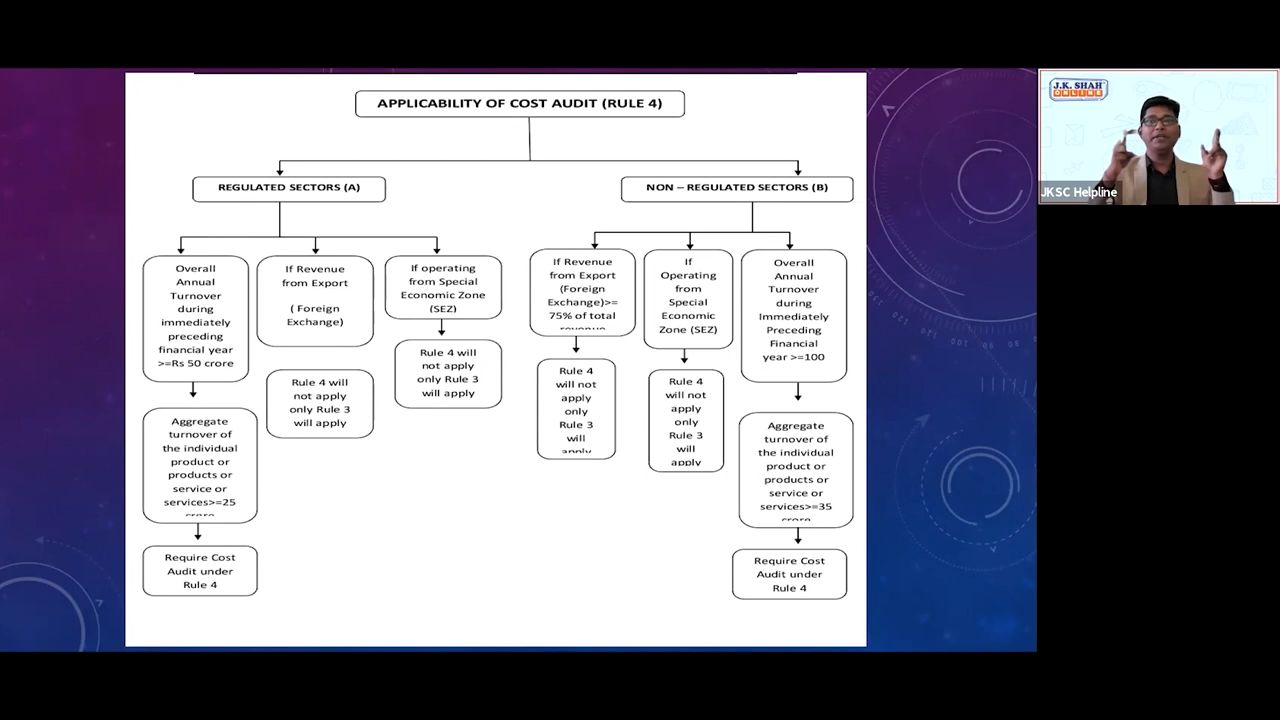 APPLICABILITY OF COST AUDIT (RULE 4)
REGULATED SECTORS (A)
NON – REGULATED SECTORS (B)
Overall
Annual
Turnover
during
immediately
preceding
financial year
>=Rs 50 crore
If Revenue
from Export
( Foreign
Exchange)
If operating
from Special
Economic Zone
(SEZ)
If Revenue
from Export
(Foreign
Exchange)>=
75% of total
revenue
If
Operating
from
Special
Economic
Zone (SEZ)
Overall
Annual
Turnover
during
Immediately
Preceding
Financial
year >=100
Aggregate
turnover of
the individual
product or
products or
service or
services>=25
crore
Rule 4 will
not apply
only Rule 3
will apply
Rule 4 will
not apply
only Rule 3
will apply
Rule 4
will not
apply
only
Rule 3
will
apply
Rule 4
will not
apply
only
Rule 3
will
apply
Aggregate
turnover of
the individual
product or
products or
service or
services>=35
crore
Require Cost
Audit under
Rule 4
Require Cost
Audit under
Rule 4
J.K. SHAH
ONLINE
JKSC Helpline